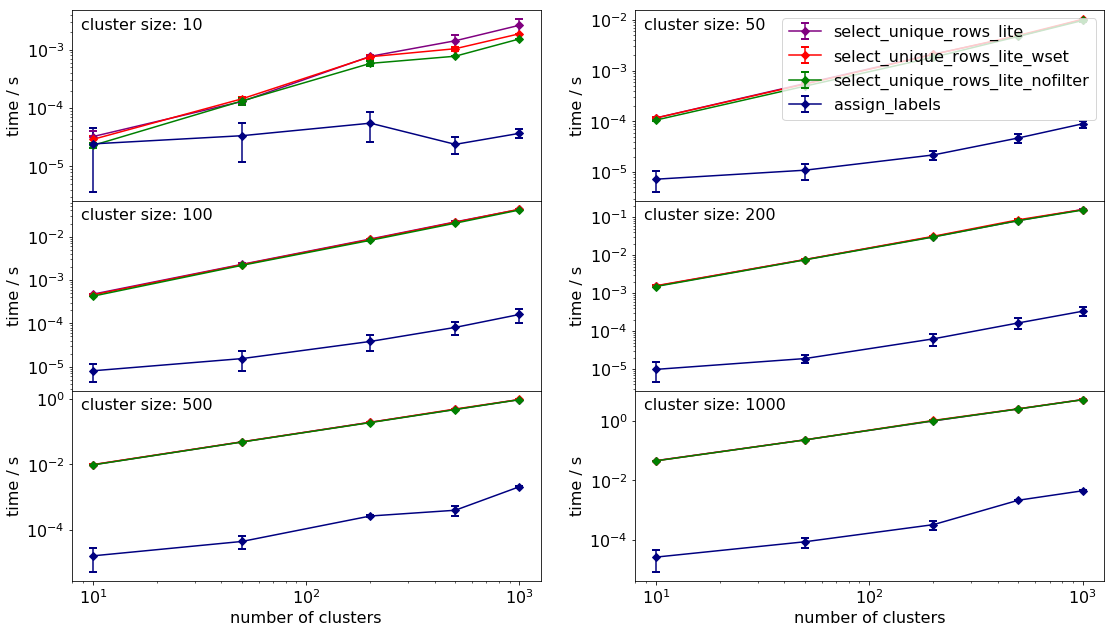 cluster size: 10
10⁻³
10⁻⁴
10⁻⁵
time / s
cluster size: 50
select_unique_rows_lite
select_unique_rows_lite_wset
select_unique_rows_lite_nofilter
assign_labels
10⁻²
10⁻³
10⁻⁴
10⁻⁵
time / s
cluster size: 100
10⁻²
10⁻³
10⁻⁴
10⁻⁵
time / s
cluster size: 200
10⁻¹
10⁻²
10⁻³
10⁻⁴
10⁻⁵
time / s
cluster size: 500
10⁰
10⁻²
10⁻⁴
time / s
10¹ 10² 10³
number of clusters
cluster size: 1000
10⁰
10⁻²
10⁻⁴
time / s
10¹ 10² 10³
number of clusters